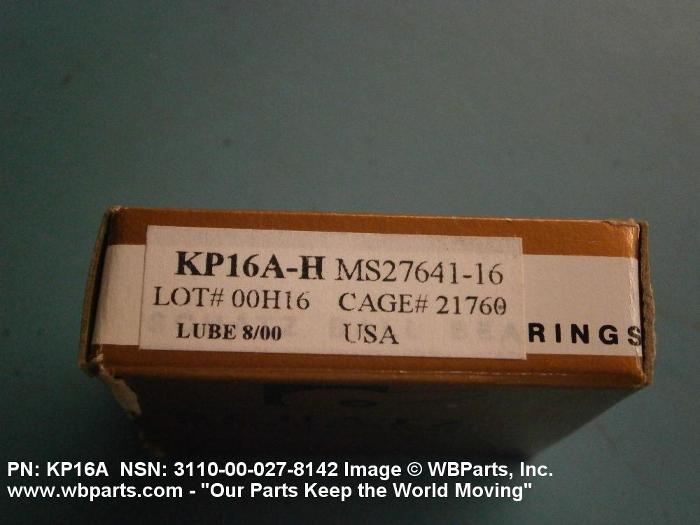 KP16A-H MS27641-16
LOT# 00H16 CAGE# 21760
LUBE 8/00 USA
BEARINGS
PN: KP16A NSN: 3110-00-027-8142 Image © WBParts, Inc.
www.wbparts.com - "Our Parts Keep the World Moving"